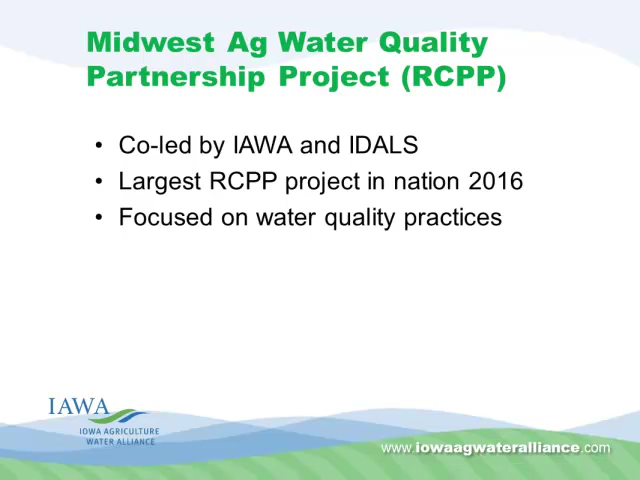 Midwest Ag Water Quality
Partnership Project (RCPP)
• Co-led by IAWA and IDALS
• Largest RCPP project in nation 2016
• Focused on water quality practices
IAWA
IOWA AGRICULTURE
WATER ALLIANCE
www.iowaagwateralliance.com